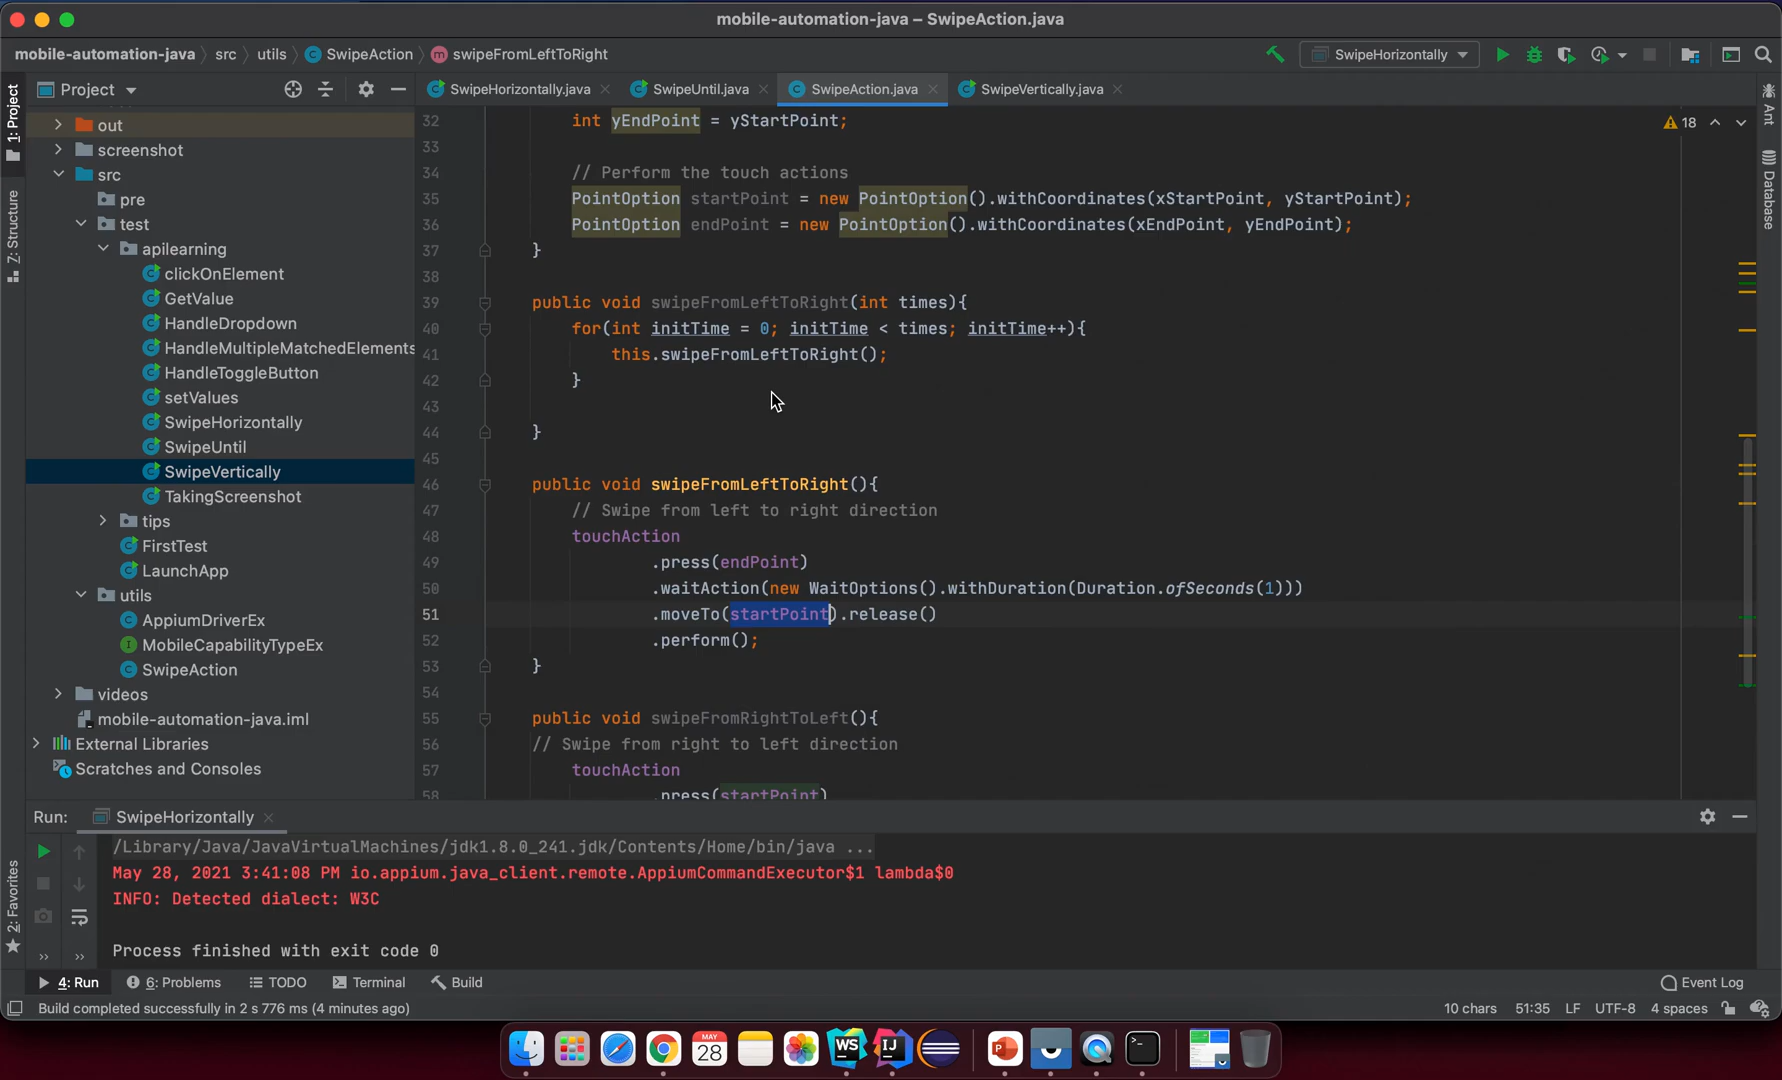 mobile-automation-java – SwipeAction.java
mobile-automation-java src utils SwipeAction m swipeFromLeftToRight
SwipeHorizontally
Project
SwipeHorizontally.java
SwipeUntil.java
SwipeAction.java
SwipeVertically.java
1: Project
7: Structure
2: Favorites
Ant
Database
out
screenshot
src
pre
test
apilearning
clickOnElement
GetValue
HandleDropdown
HandleMultipleMatchedElements
HandleToggleButton
setValues
SwipeHorizontally
SwipeUntil
SwipeVertically
TakingScreenshot
tips
FirstTest
LaunchApp
utils
AppiumDriverEx
MobileCapabilityTypeEx
SwipeAction
videos
mobile-automation-java.iml
External Libraries
Scratches and Consoles
18
32 int yEndPoint = yStartPoint;
33
34 // Perform the touch actions
35 PointOption startPoint = new PointOption().withCoordinates(xStartPoint, yStartPoint);
36 PointOption endPoint = new PointOption().withCoordinates(xEndPoint, yEndPoint);
37 }
38
39 public void swipeFromLeftToRight(int times){
40 for(int initTime = 0; initTime < times; initTime++){
41 this.swipeFromLeftToRight();
42 }
43
44 }
45
46 public void swipeFromLeftToRight(){
47 // Swipe from left to right direction
48 touchAction
49 .press(endPoint)
50 .waitAction(new WaitOptions().withDuration(Duration.ofSeconds(1)))
51 .moveTo(startPoint).release()
52 .perform();
53 }
54
55 public void swipeFromRightToLeft(){
56 // Swipe from right to left direction
57 touchAction
58 .press(startPoint)
Run: SwipeHorizontally
/Library/Java/JavaVirtualMachines/jdk1.8.0_241.jdk/Contents/Home/bin/java ...
May 28, 2021 3:41:08 PM io.appium.java_client.remote.AppiumCommandExecutor$1 lambda$0
INFO: Detected dialect: W3C
Process finished with exit code 0
4: Run 6: Problems TODO Terminal Build Event Log
Build completed successfully in 2 s 776 ms (4 minutes ago) 10 chars 51:35 LF UTF-8 4 spaces
MAY
28
WS
IJ
P